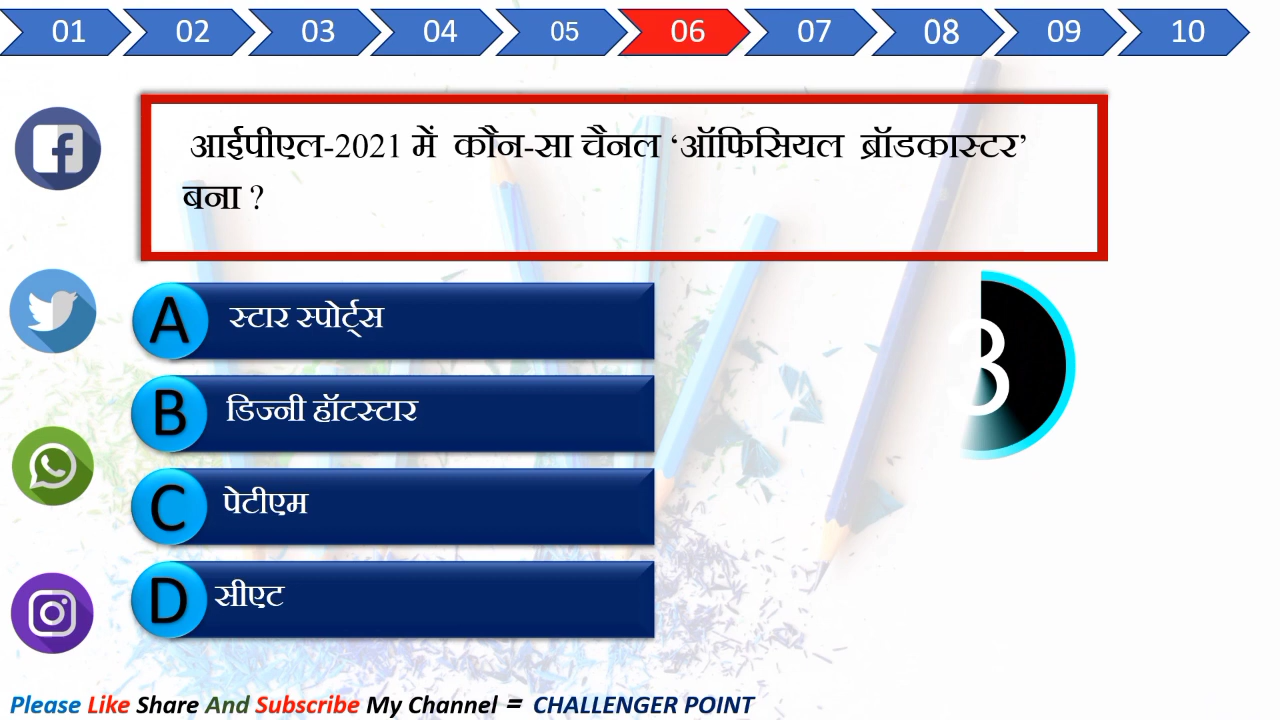 01 02 03 04 05 06 07 08 09 10
आईपीएल-2021 में कौन-सा चैनल ‘ऑफिसियल ब्रॉडकास्टर’
बना ?
A स्टार स्पोर्ट्स
3
B डिज्नी हॉटस्टार
C पेटीएम
D सीएट
Please Like Share And Subscribe My Channel = CHALLENGER POINT